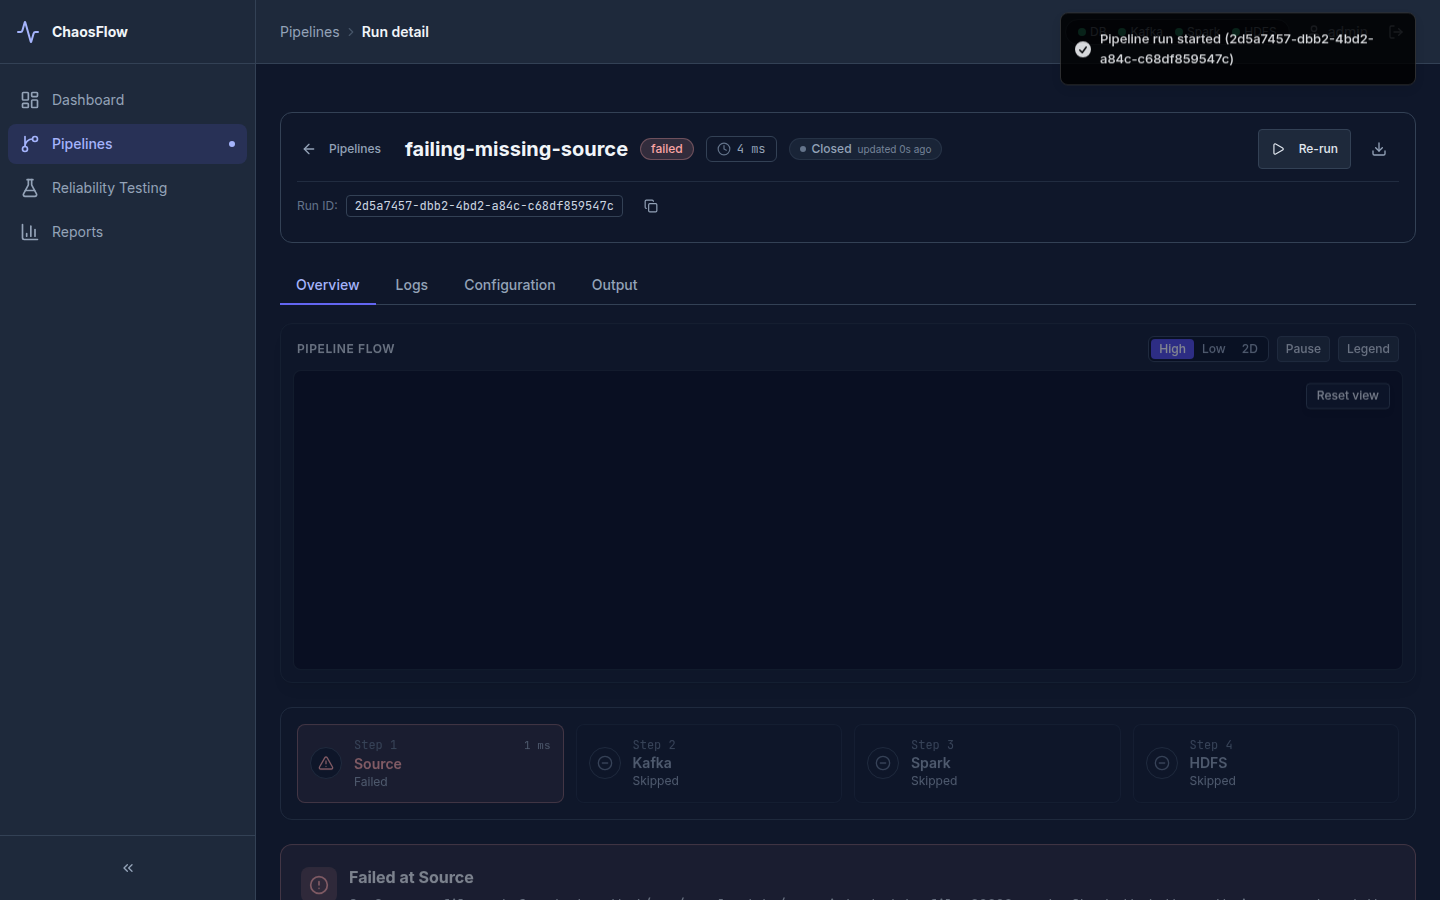 ChaosFlow
Pipelines > Run detail
Pipeline run started (2d5a7457-dbb2-4bd2-
a84c-c68df859547c)
Dashboard
Pipelines
Reliability Testing
Reports
Pipelines
failing-missing-source
failed
4 ms
Closed updated 0s ago
Re-run
Run ID: 2d5a7457-dbb2-4bd2-a84c-c68df859547c
Overview Logs Configuration Output
PIPELINE FLOW
High Low 2D Pause Legend
Reset view
Step 1 1 ms
Source
Failed
Step 2
Kafka
Skipped
Step 3
Spark
Skipped
Step 4
HDFS
Skipped
Failed at Source